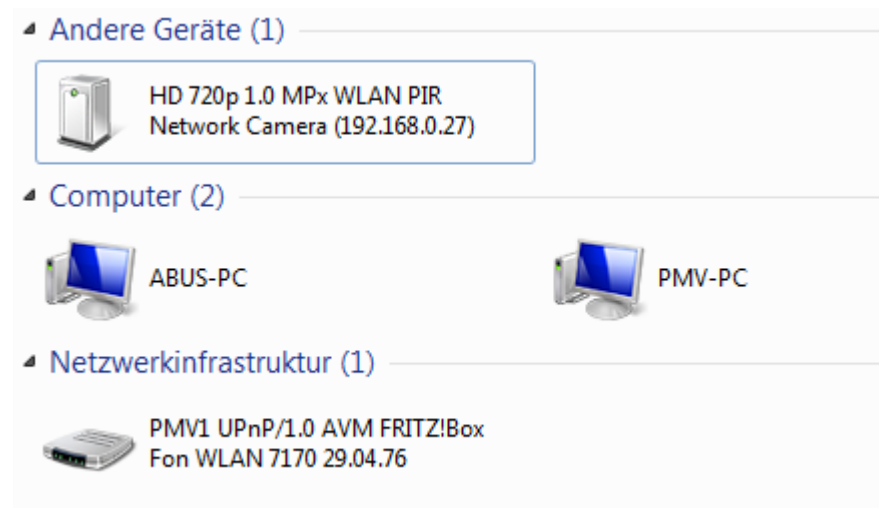 Andere Geräte (1)
HD 720p 1.0 MPx WLAN PIR
Network Camera (192.168.0.27)
Computer (2)
ABUS-PC
PMV-PC
Netzwerkinfrastruktur (1)
PMV1 UPnP/1.0 AVM FRITZ!Box
Fon WLAN 7170 29.04.76